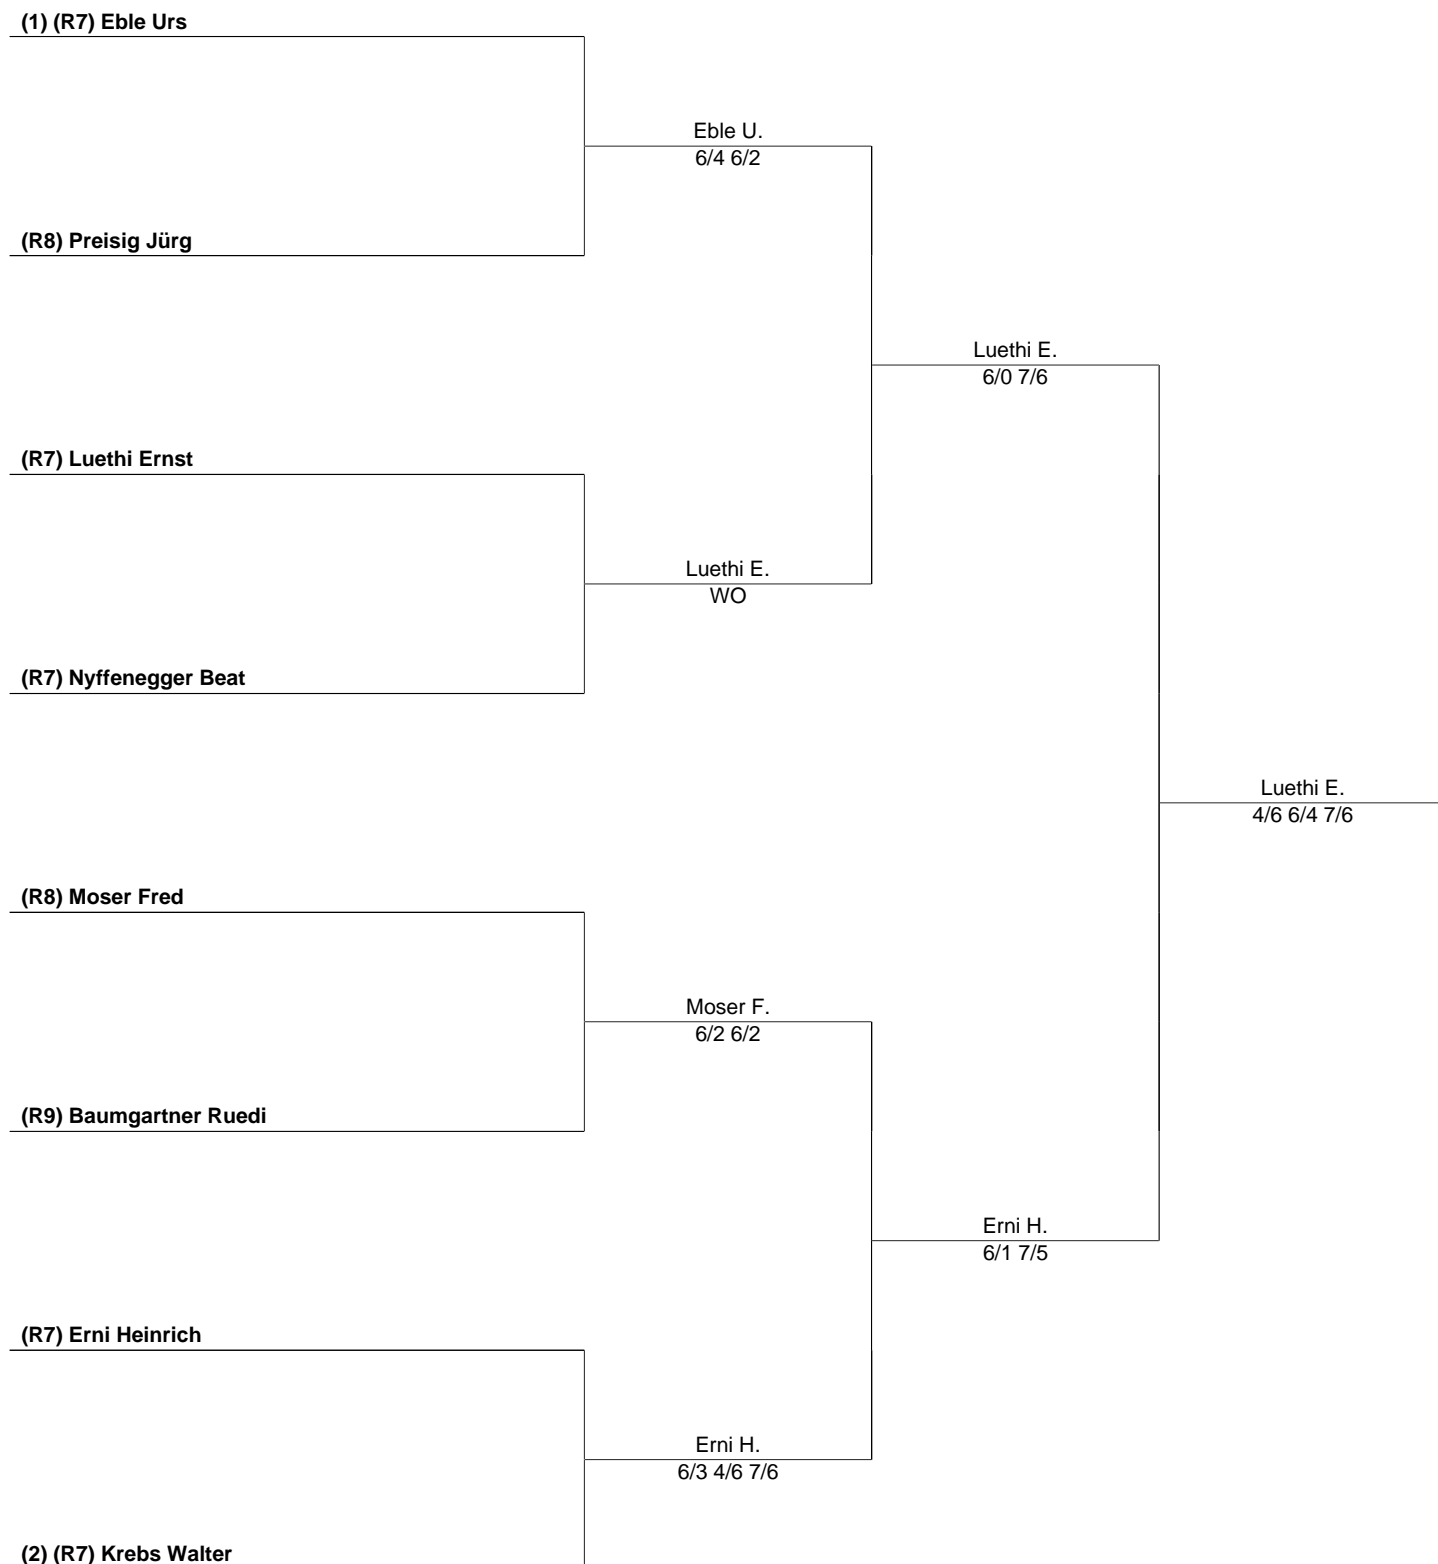 (1) (R7) Eble Urs
Eble U.
6/4 6/2
(R8) Preisig Jürg
Luethi E.
6/0 7/6
(R7) Luethi Ernst
Luethi E.
WO
(R7) Nyffenegger Beat
Luethi E.
4/6 6/4 7/6
(R8) Moser Fred
Moser F.
6/2 6/2
(R9) Baumgartner Ruedi
Erni H.
6/1 7/5
(R7) Erni Heinrich
Erni H.
6/3 4/6 7/6
(2) (R7) Krebs Walter